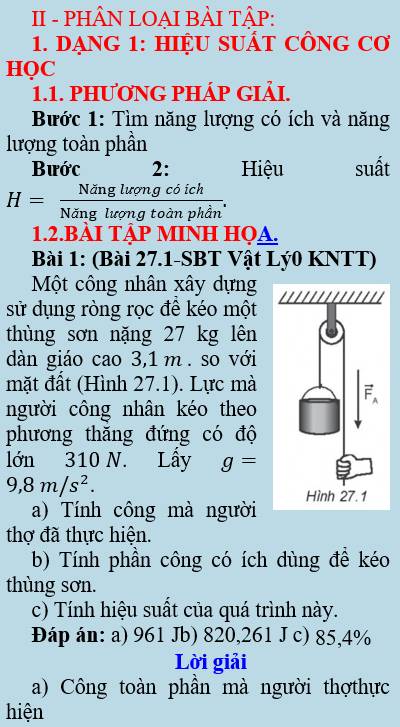 II - PHÂN LOẠI BÀI TẬP:
1. DẠNG 1: HIỆU SUẤT CÔNG CƠ
HỌC
1.1. PHƯƠNG PHÁP GIẢI.
Bước 1: Tìm năng lượng có ích và năng
lượng toàn phần
Bước 2: Hiệu suất
H = Năng lượng có ích / Năng lượng toàn phần.
1.2.BÀI TẬP MINH HỌA.
Bài 1: (Bài 27.1-SBT Vật Lý0 KNTT)
Một công nhân xây dựng
sử dụng ròng rọc để kéo một
thùng sơn nặng 27 kg lên
dàn giáo cao 3,1 m . so với
mặt đất (Hình 27.1). Lực mà
người công nhân kéo theo
phương thẳng đứng có độ
lớn 310 N. Lấy g =
9,8 m/s².
F⃗_A
Hình 27.1
a) Tính công mà người
thợ đã thực hiện.
b) Tính phần công có ích dùng để kéo
thùng sơn.
c) Tính hiệu suất của quá trình này.
Đáp án: a) 961 Jb) 820,261 J c) 85,4%
Lời giải
a) Công toàn phần mà người thợthực
hiện